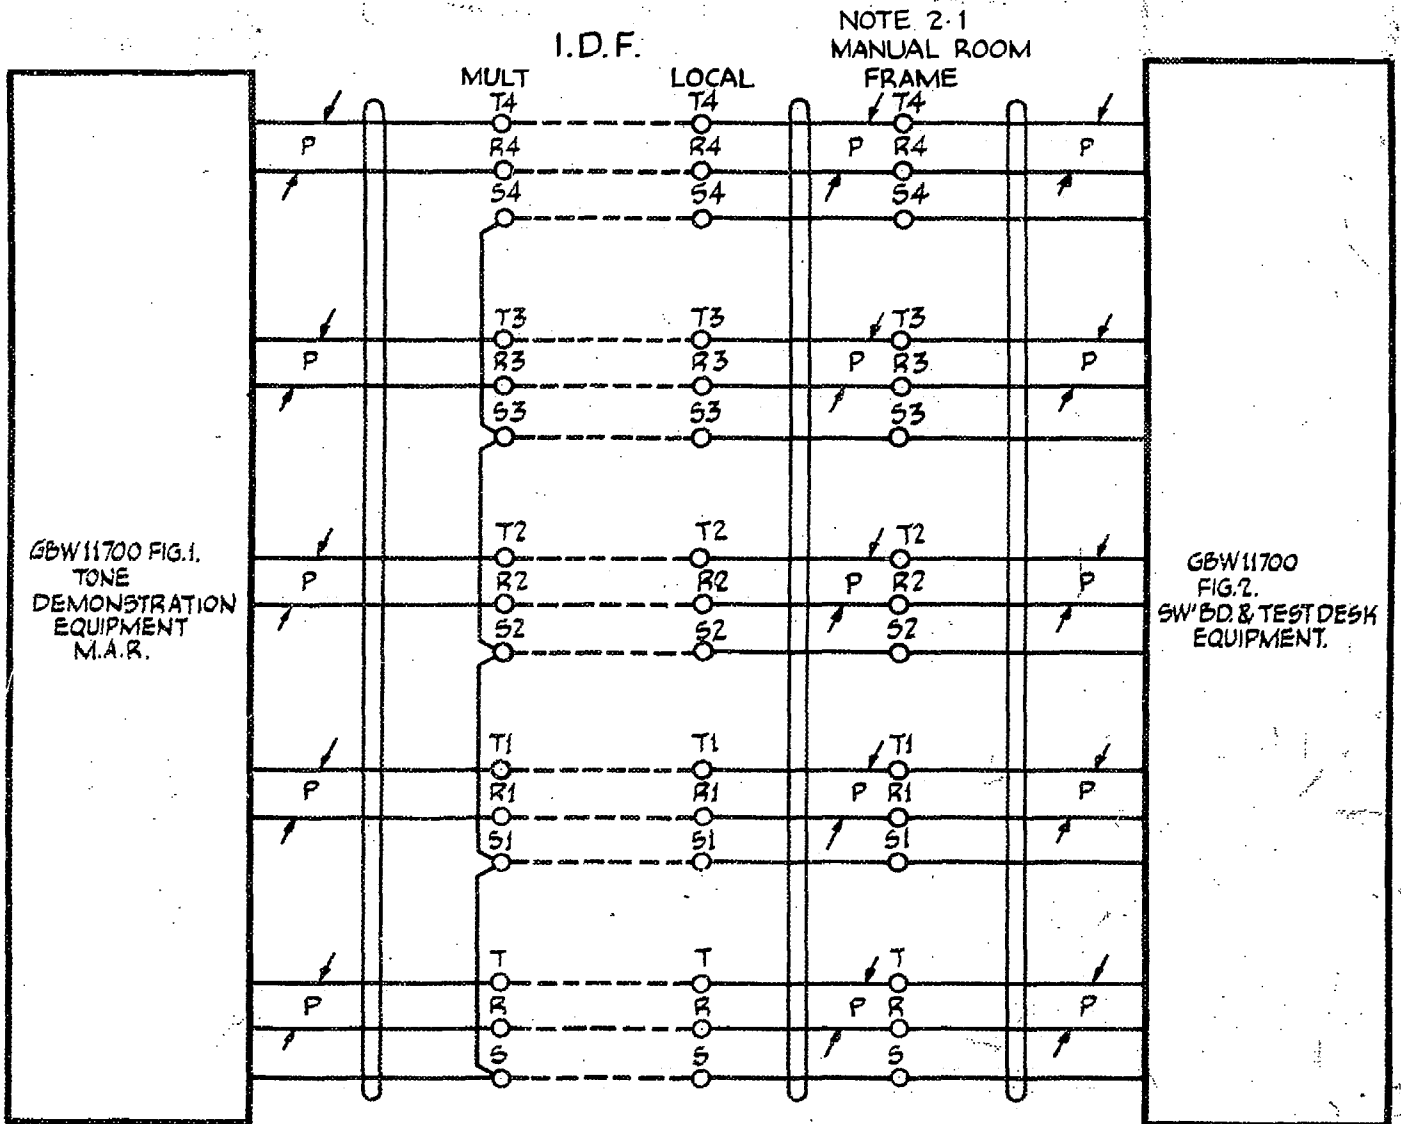 I.D.F.
NOTE 2·1
MANUAL ROOM
MULT LOCAL FRAME
T4 T4 T4
P P P
R4 R4 R4
S4 S4 S4
T3 T3 T3
P P P
R3 R3 R3
S3 S3 S3
T2 T2 T2
P P P
R2 R2 R2
S2 S2 S2
GBW11700 FIG.1.
TONE
DEMONSTRATION
EQUIPMENT
M.A.R.
GBW11700
FIG.2.
SW'BD. & TEST DESK
EQUIPMENT.
T1 T1 T1
P P P
R1 R1 R1
S1 S1 S1
T T T
P P P
R R R
S S S